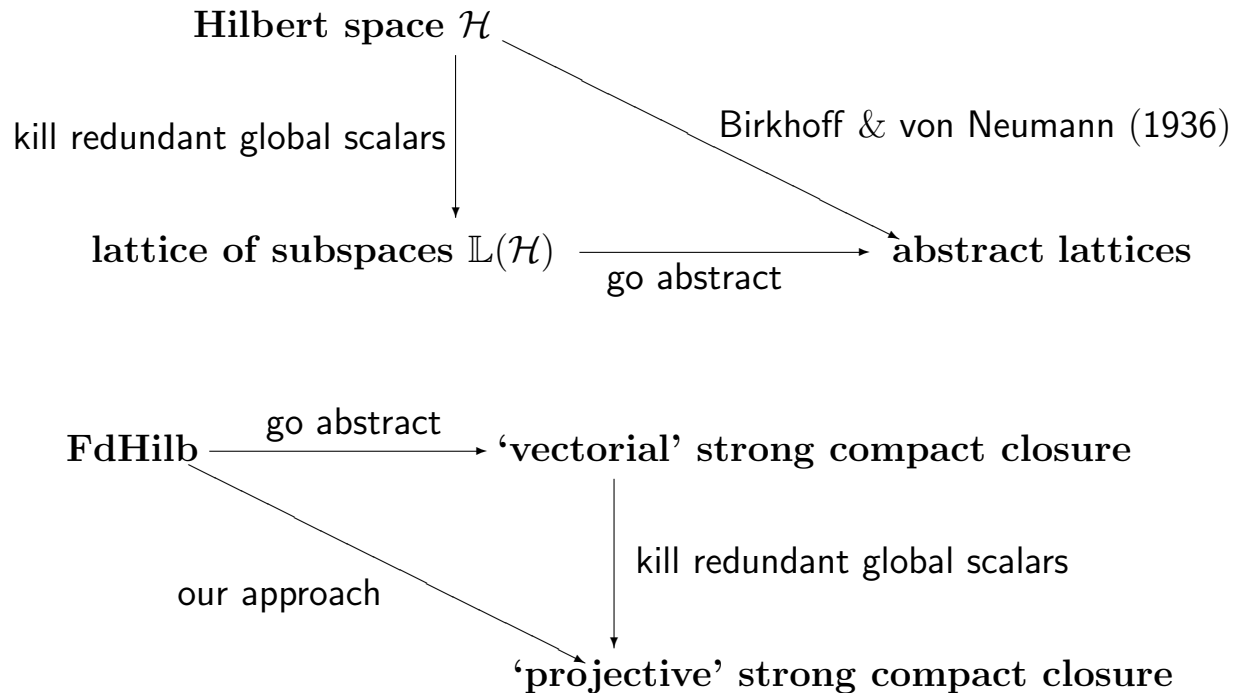 Hilbert space ℋ
kill redundant global scalars
Birkhoff & von Neumann (1936)
lattice of subspaces 𝕃(ℋ)
go abstract
abstract lattices
FdHilb
go abstract
‘vectorial’ strong compact closure
kill redundant global scalars
our approach
‘projective’ strong compact closure